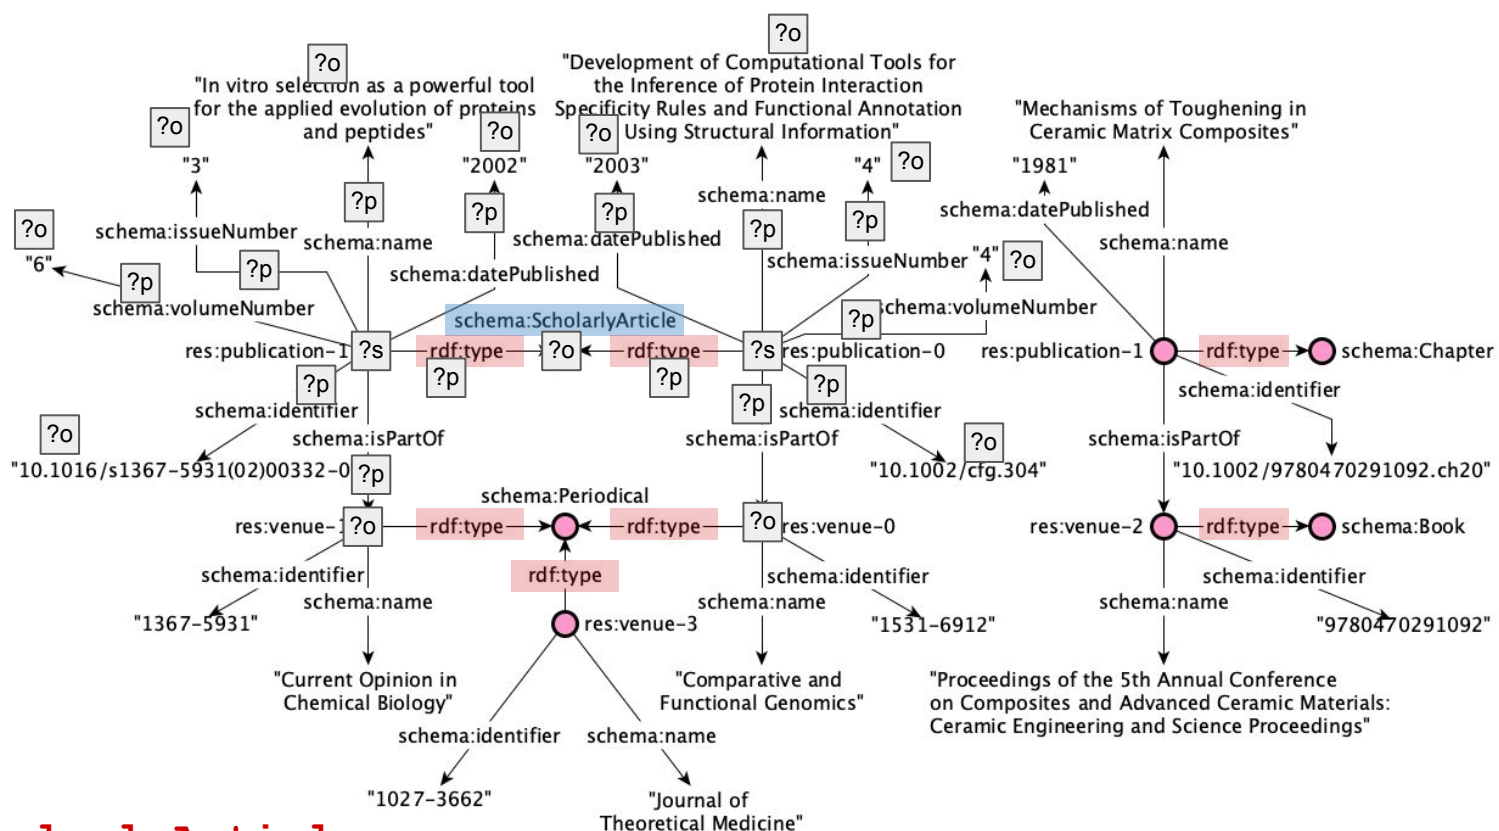 ?o
"Development of Computational Tools for
the Inference of Protein Interaction
Specificity Rules and Functional Annotation
Using Structural Information"
?o
"In vitro selection as a powerful tool
for the applied evolution of proteins
and peptides"
"Mechanisms of Toughening in
Ceramic Matrix Composites"
?o
"3"
?o
"2002"
?o
"2003"
"4"
?o
"1981"
?p
?p
?p
schema:name
?p
schema:datePublished
?o
schema:issueNumber
schema:name
schema:datePublished
?p
schema:name
"6"
?p
?p
schema:datePublished
schema:issueNumber
"4"
?o
schema:volumeNumber
schema:ScholarlyArticle
?p
schema:volumeNumber
res:publication-1
?s
rdf:type
?o
rdf:type
?s
res:publication-0
res:publication-1
rdf:type
schema:Chapter
?p
?p
?p
?p
?p
schema:identifier
schema:identifier
schema:identifier
?o
schema:isPartOf
schema:isPartOf
?o
schema:isPartOf
"10.1016/s1367-5931(02)00332-0
?p
"10.1002/cfg.304"
"10.1002/9780470291092.ch20"
schema:Periodical
res:venue-1
?o
rdf:type
rdf:type
?o
res:venue-0
res:venue-2
rdf:type
schema:Book
schema:identifier
rdf:type
schema:identifier
schema:identifier
schema:name
schema:name
schema:name
"1367-5931"
res:venue-3
"1531-6912"
"9780470291092"
"Current Opinion in
Chemical Biology"
"Comparative and
Functional Genomics"
"Proceedings of the 5th Annual Conference
on Composites and Advanced Ceramic Materials:
Ceramic Engineering and Science Proceedings"
schema:identifier
schema:name
"1027-3662"
"Journal of
Theoretical Medicine"